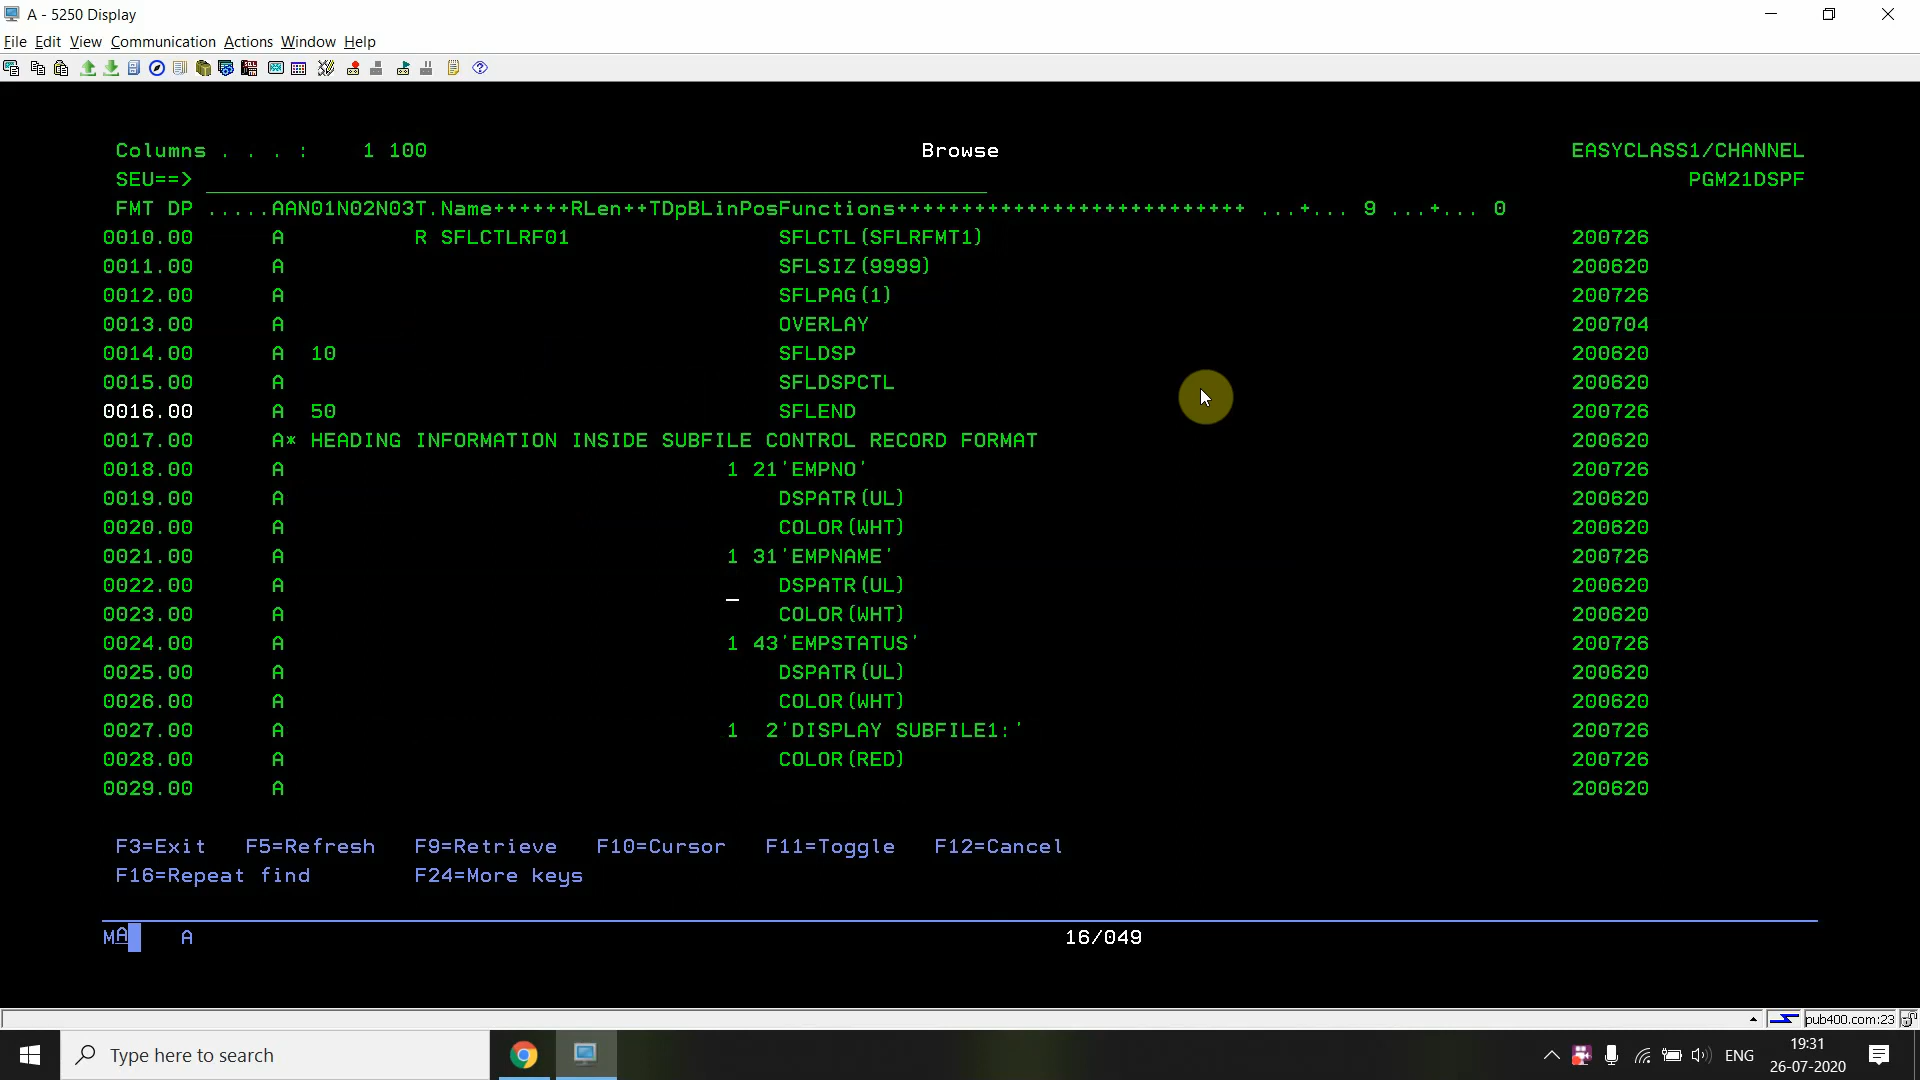 A - 5250 Display
File Edit View Communication Actions Window Help
Columns . . . : 1 100 Browse EASYCLASS1/CHANNEL
SEU==> PGM21DSPF
FMT DP .....AAN01N02N03T.Name++++++RLen++TDpBLinPosFunctions+++++++++++++++++++++++++++ ...+... 9 ...+... 0
0010.00 A R SFLCTLRF01 SFLCTL(SFLRFMT1) 200726
0011.00 A SFLSIZ(9999) 200620
0012.00 A SFLPAG(1) 200726
0013.00 A OVERLAY 200704
0014.00 A 10 SFLDSP 200620
0015.00 A SFLDSPCTL 200620
0016.00 A 50 SFLEND 200726
0017.00 A* HEADING INFORMATION INSIDE SUBFILE CONTROL RECORD FORMAT 200620
0018.00 A 1 21'EMPNO' 200726
0019.00 A DSPATR(UL) 200620
0020.00 A COLOR(WHT) 200620
0021.00 A 1 31'EMPNAME' 200726
0022.00 A DSPATR(UL) 200620
0023.00 A COLOR(WHT) 200620
0024.00 A 1 43'EMPSTATUS' 200726
0025.00 A DSPATR(UL) 200620
0026.00 A COLOR(WHT) 200620
0027.00 A 1 2'DISPLAY SUBFILE1:' 200726
0028.00 A COLOR(RED) 200726
0029.00 A 200620
F3=Exit F5=Refresh F9=Retrieve F10=Cursor F11=Toggle F12=Cancel
F16=Repeat find F24=More keys
MA A 16/049
pub400.com:23
Type here to search ENG 19:31
26-07-2020